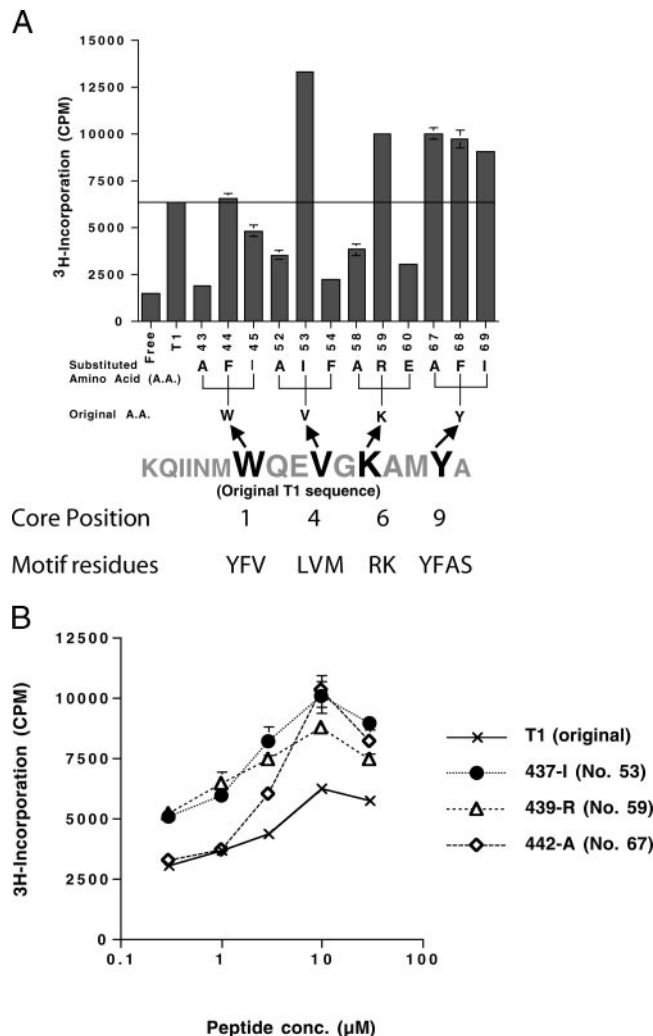 A
15000
12500
10000
7500
5000
2500
0
3H-Incorporation (CPM)
Free T1 43 44 45 52 53 54 58 59 60 67 68 69
Substituted Amino Acid (A.A.) A F I A I F A R E A F I
Original A.A. W V K Y
KQIINMWQEVGKAMYA
(Original T1 sequence)
Core Position 1 4 6 9
Motif residues YFV LVM RK YFAS
B
12500
10000
7500
5000
2500
0
3H-Incorporation (CPM)
0.1 1 10 100
Peptide conc. (µM)
T1 (original)
437-I (No. 53)
439-R (No. 59)
442-A (No. 67)